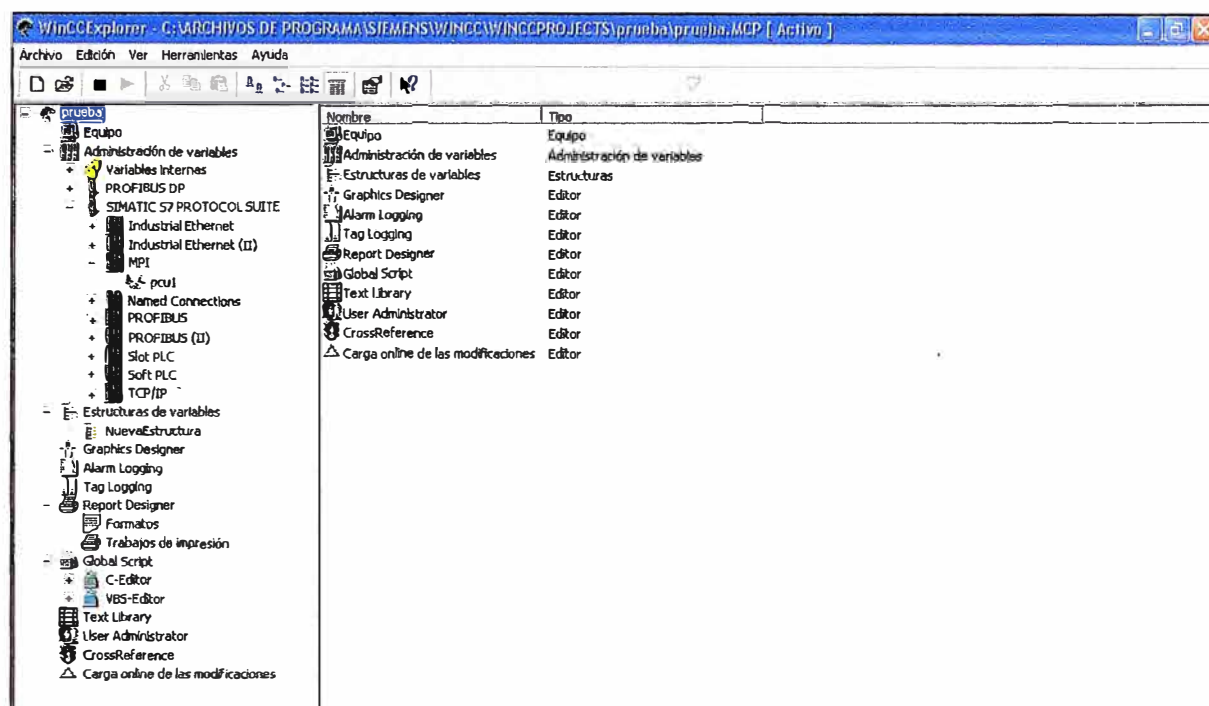 WinCCExplorer - C:\ARCHIVOS DE PROGRAMA\SIEMENS\WINCC\WINCCPROJECTS\prueba\prueba.MCP [ Activo ]
Archivo Edición Ver Herramientas Ayuda
prueba
Equipo
Administración de variables
Variables Internas
PROFIBUS DP
SIMATIC S7 PROTOCOL SUITE
Industrial Ethernet
Industrial Ethernet (II)
MPI
pcu1
Named Connections
PROFIBUS
PROFIBUS (II)
Slot PLC
Soft PLC
TCP/IP
Estructuras de variables
NuevaEstructura
Graphics Designer
Alarm Logging
Tag Logging
Report Designer
Formatos
Trabajos de impresión
Global Script
C-Editor
VBS-Editor
Text Library
User Administrator
CrossReference
Carga online de las modificaciones
Nombre Tipo
Equipo Equipo
Administración de variables Administración de variables
Estructuras de variables Estructuras
Graphics Designer Editor
Alarm Logging Editor
Tag Logging Editor
Report Designer Editor
Global Script Editor
Text Library Editor
User Administrator Editor
CrossReference Editor
Carga online de las modificaciones Editor